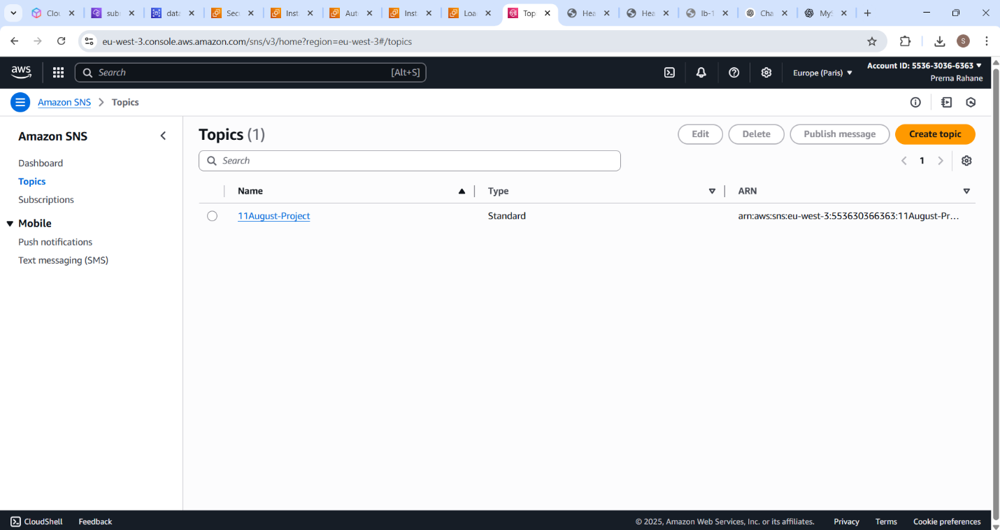 Clou
sub
data
Sec
Inst
Aut
Inst
Loa
Top
Hea
Hea
lb-1
Cha
MyS
eu-west-3.console.aws.amazon.com/sns/v3/home?region=eu-west-3#/topics
S
aws
Search
[Alt+S]
Europe (Paris) ▼
Account ID: 5536-3036-6363 ▼
Prerna Rahane
Amazon SNS > Topics
Amazon SNS
Dashboard
Topics
Subscriptions
Mobile
Push notifications
Text messaging (SMS)
Topics (1)
Edit
Delete
Publish message
Create topic
Search
1
Name
Type
ARN
11August-Project
Standard
arn:aws:sns:eu-west-3:553630366363:11August-Pr...
CloudShell
Feedback
© 2025, Amazon Web Services, Inc. or its affiliates.
Privacy
Terms
Cookie preferences